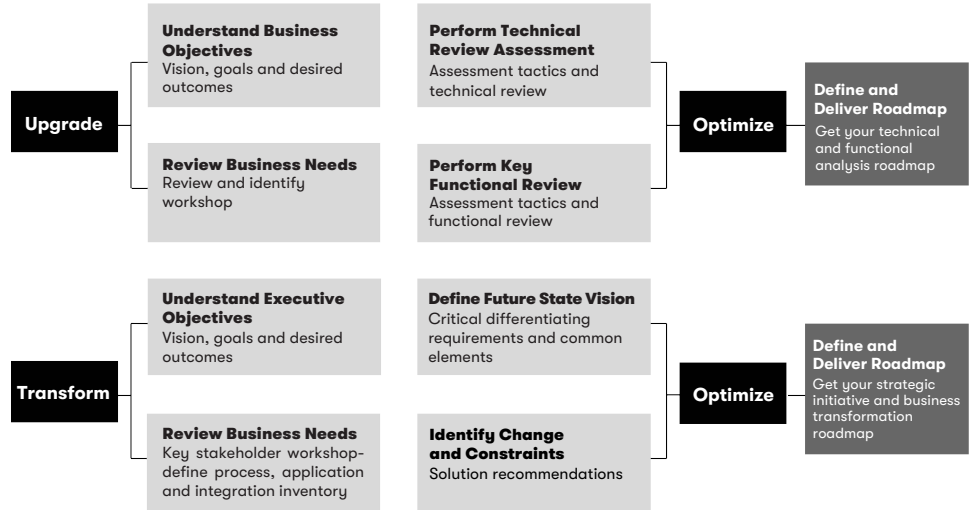 Upgrade
Understand Business
Objectives
Vision, goals and desired
outcomes
Review Business Needs
Review and identify
workshop
Perform Technical
Review Assessment
Assessment tactics and
technical review
Perform Key
Functional Review
Assessment tactics and
functional review
Optimize
Define and
Deliver Roadmap
Get your technical
and functional
analysis roadmap
Transform
Understand Executive
Objectives
Vision, goals and desired
outcomes
Review Business Needs
Key stakeholder workshop-
define process, application
and integration inventory
Define Future State Vision
Critical differentiating
requirements and common
elements
Identify Change
and Constraints
Solution recommendations
Optimize
Define and
Deliver Roadmap
Get your strategic
initiative and business
transformation
roadmap